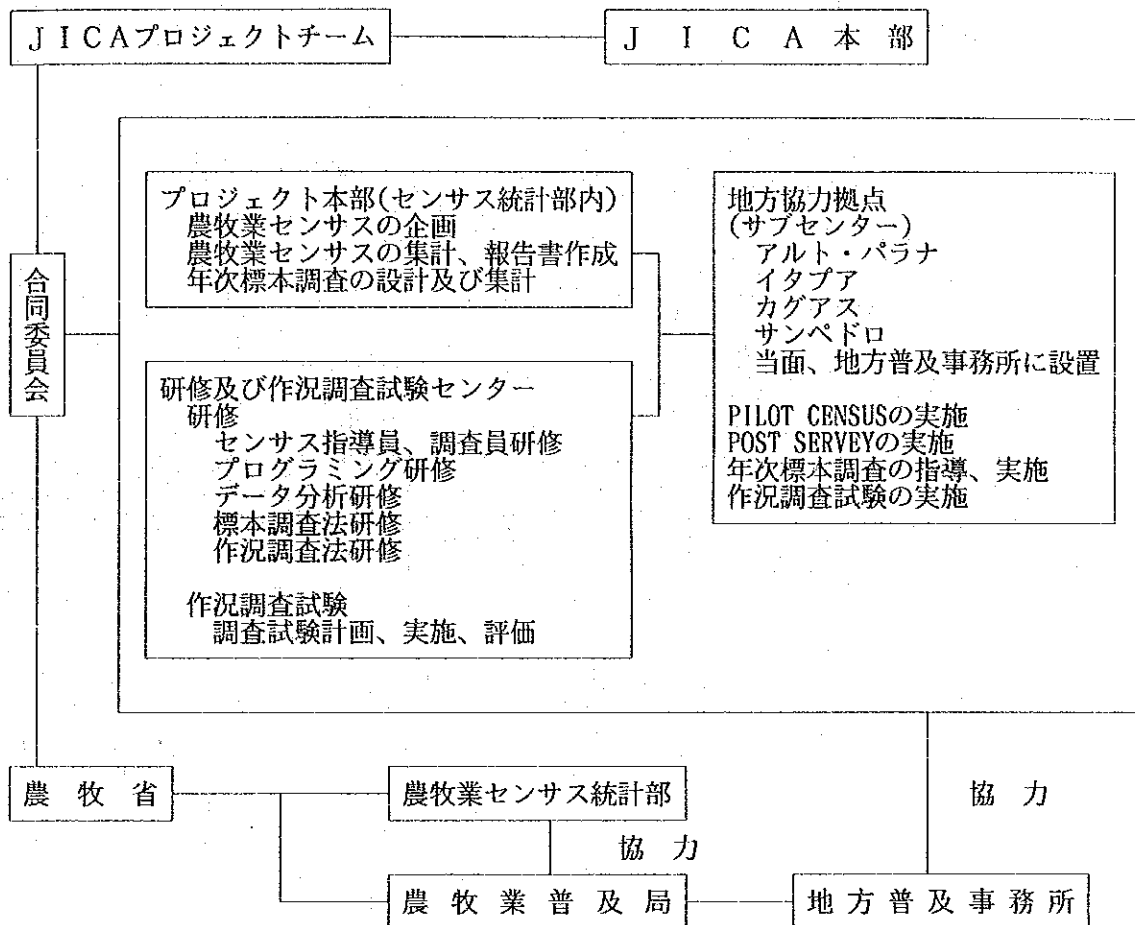 JICAプロジェクトチーム
JICA本部
合同委員会
プロジェクト本部(センサス統計部内)
農牧業センサスの企画
農牧業センサスの集計、報告書作成
年次標本調査の設計及び集計
研修及び作況調査試験センター
研修
センサス指導員、調査員研修
プログラミング研修
データ分析研修
標本調査法研修
作況調査法研修
作況調査試験
調査試験計画、実施、評価
地方協力拠点
(サブセンター)
アルト・パラナ
イタプア
カグアス
サンペドロ
当面、地方普及事務所に設置
PILOT CENSUSの実施
POST SERVEYの実施
年次標本調査の指導、実施
作況調査試験の実施
農牧省
農牧業センサス統計部
協力
協力
農牧業普及局
地方普及事務所